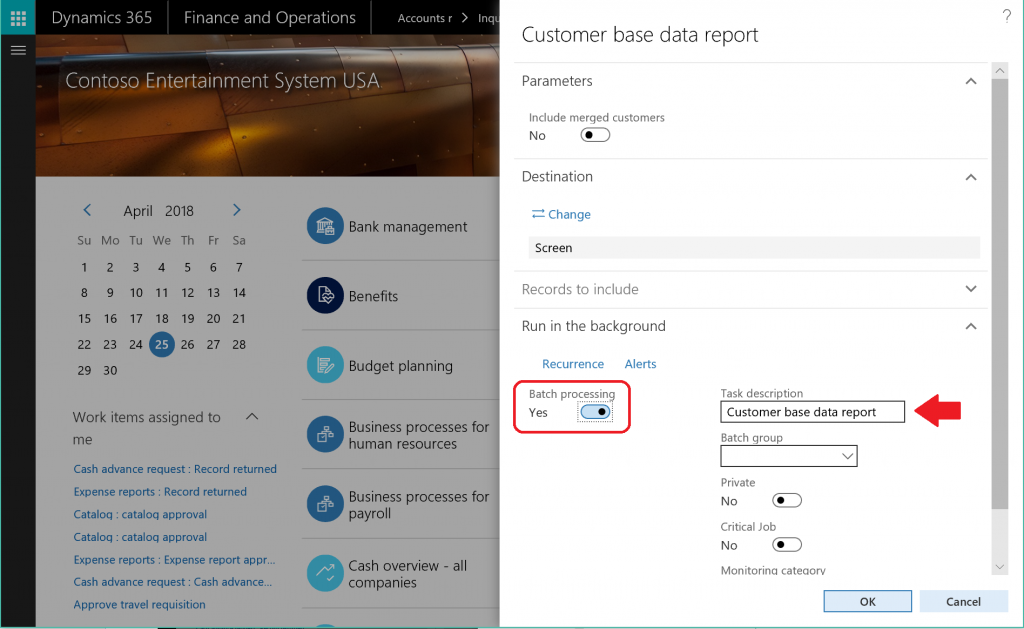 Dynamics 365
Finance and Operations
Accounts r > Inqu
?
Contoso Entertainment System USA
April 2018
Su Mo Tu We Th Fr Sa
1 2 3 4 5 6 7
8 9 10 11 12 13 14
15 16 17 18 19 20 21
22 23 24 25 26 27 28
29 30
Work items assigned to
me
Cash advance request : Record returned
Expense reports : Record returned
Catalog : catalog approval
Catalog : catalog approval
Expense reports : Expense report appr...
Cash advance request : Cash advance...
Approve travel requisition
Bank management
Benefits
Budget planning
Business processes for
human resources
Business processes for
payroll
Cash overview - all
companies
Customer base data report
Parameters
Include merged customers
No
Destination
Change
Screen
Records to include
Run in the background
Recurrence Alerts
Batch processing
Yes
Task description
Customer base data report
Batch group
Private
No
Critical Job
No
Monitoring category
OK Cancel